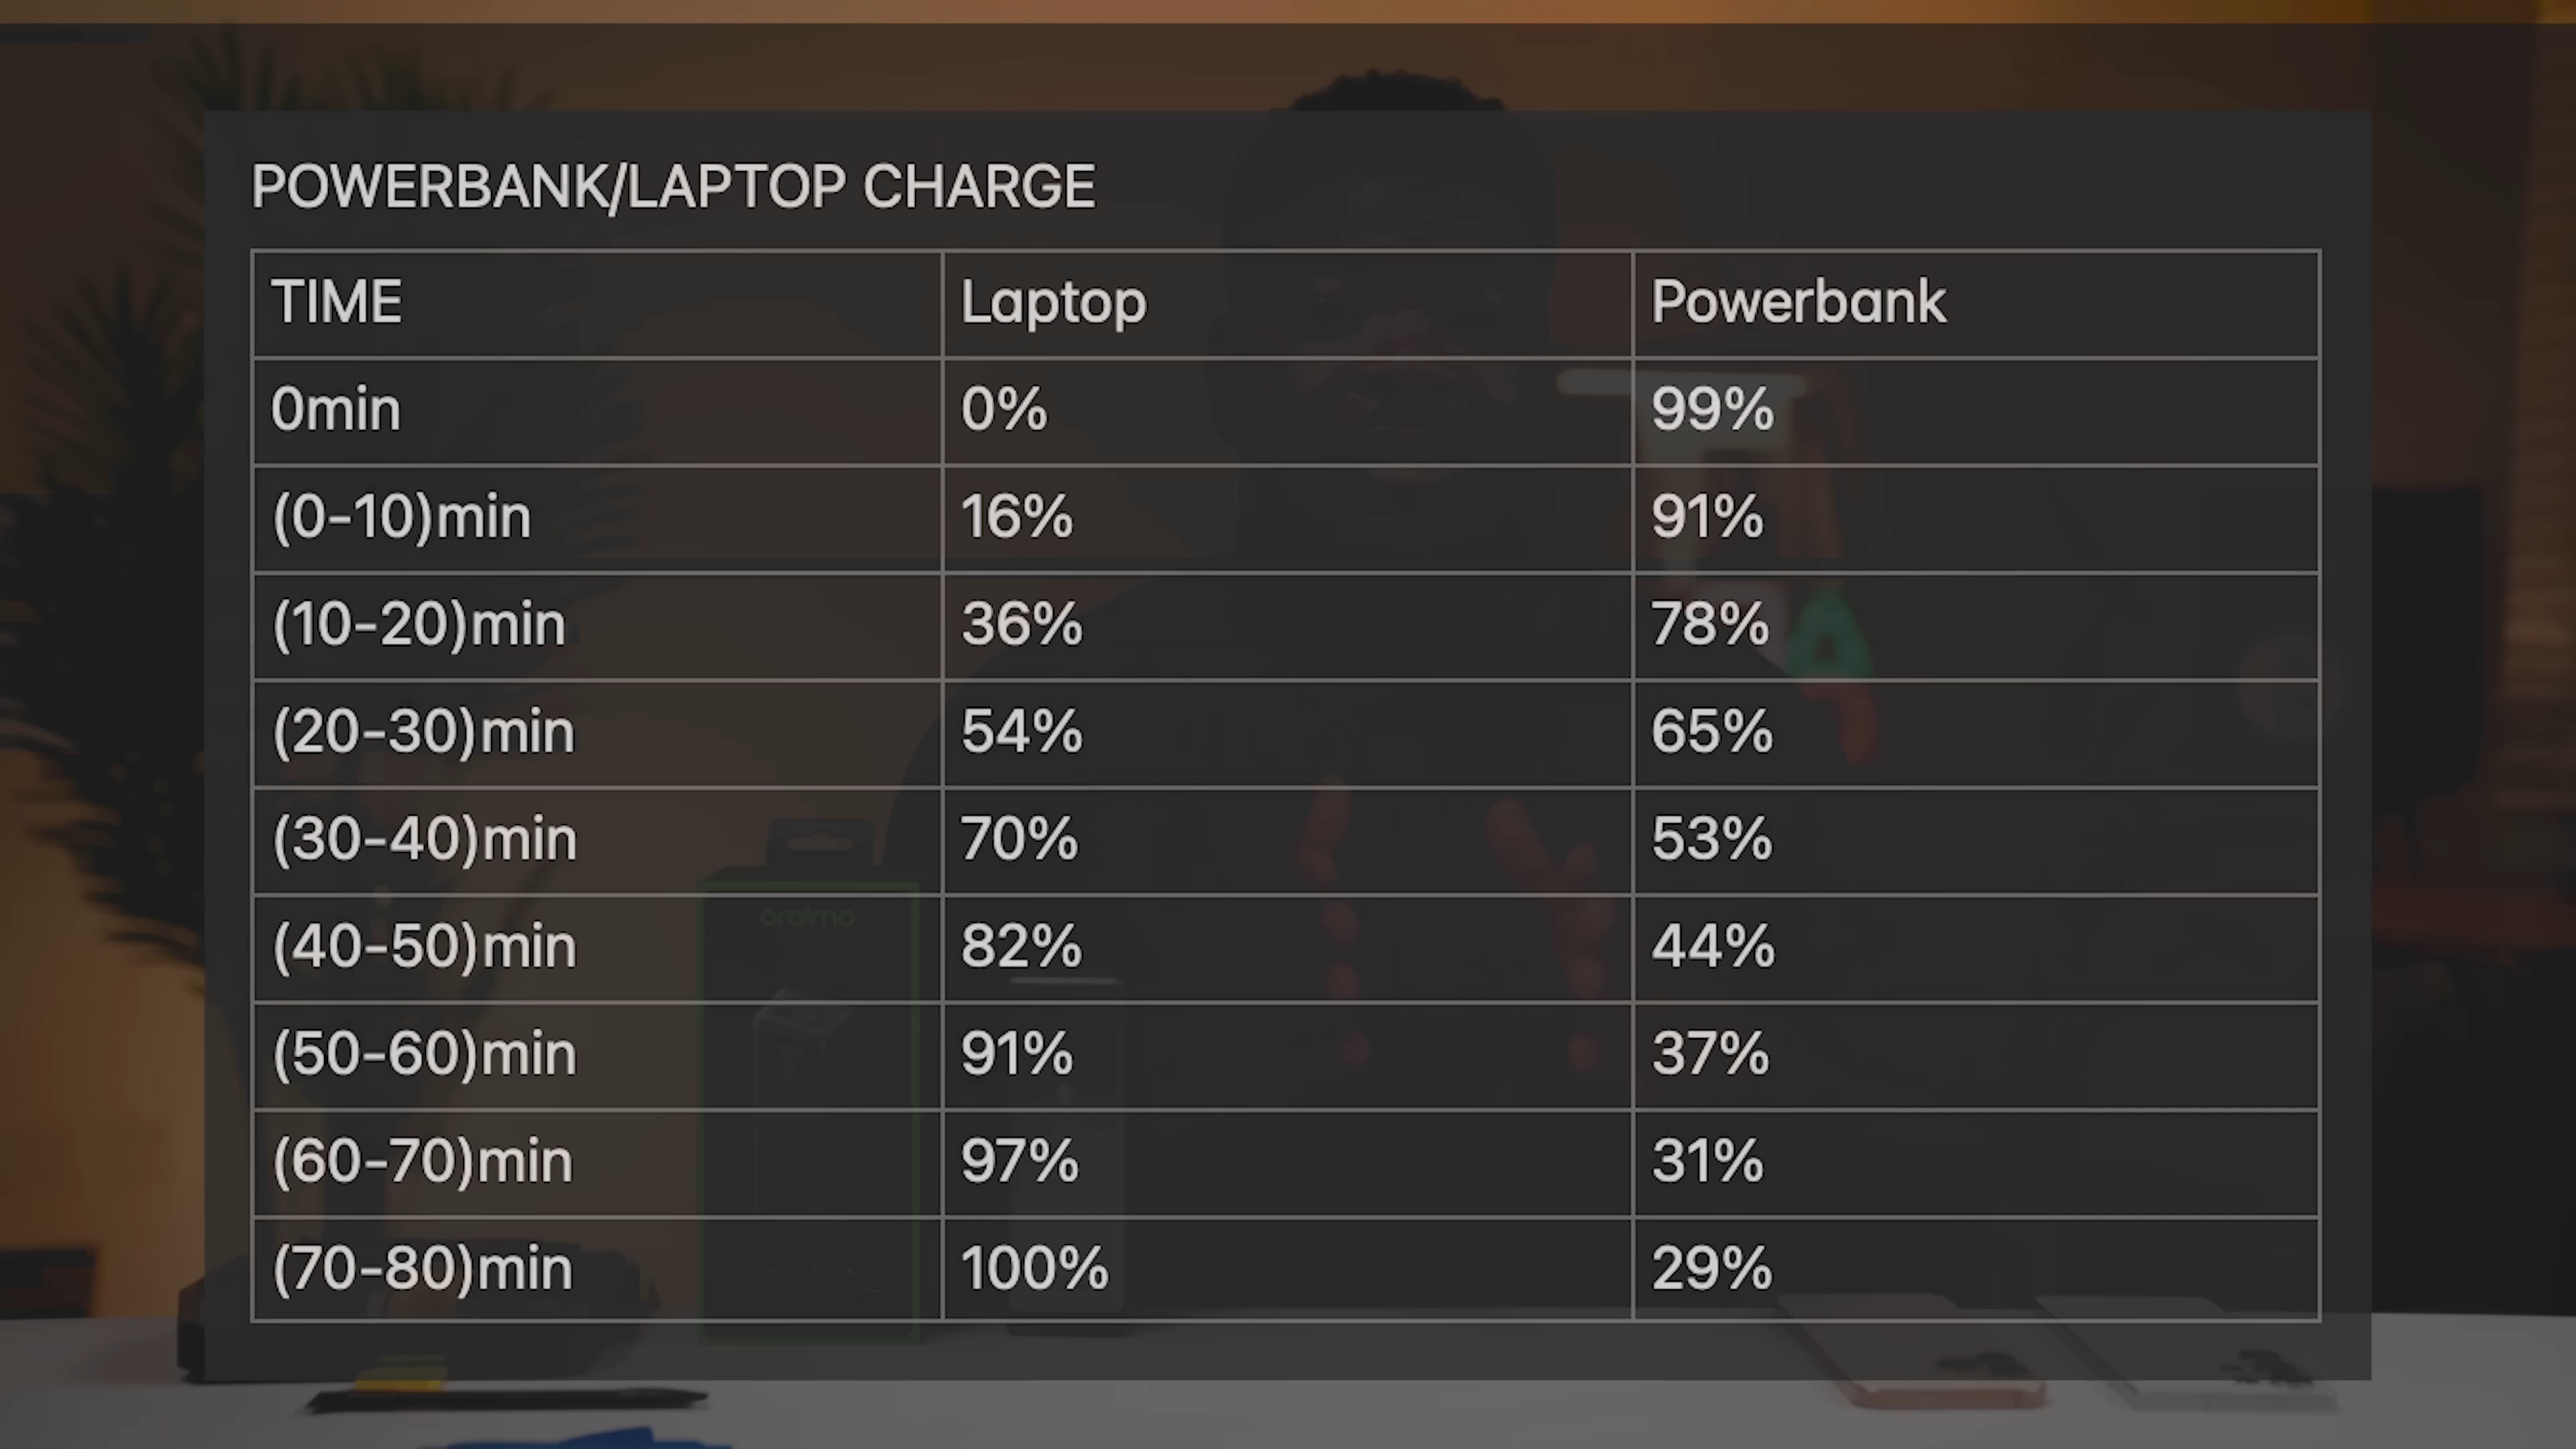 POWERBANK/LAPTOP CHARGE
TIME Laptop Powerbank
0min 0% 99%
(0-10)min 16% 91%
(10-20)min 36% 78%
(20-30)min 54% 65%
(30-40)min 70% 53%
(40-50)min 82% 44%
(50-60)min 91% 37%
(60-70)min 97% 31%
(70-80)min 100% 29%
oraimo